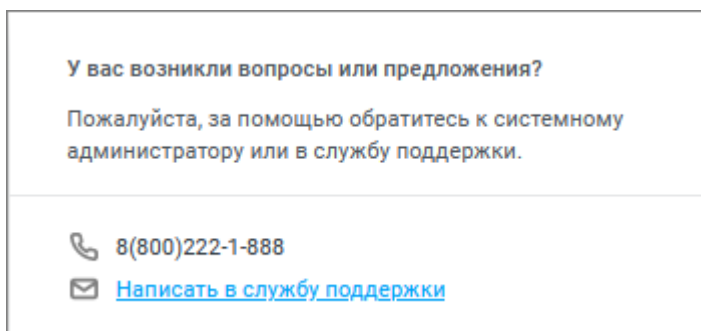 У вас возникли вопросы или предложения?
Пожалуйста, за помощью обратитесь к системному
администратору или в службу поддержки.
8(800)222-1-888
Написать в службу поддержки